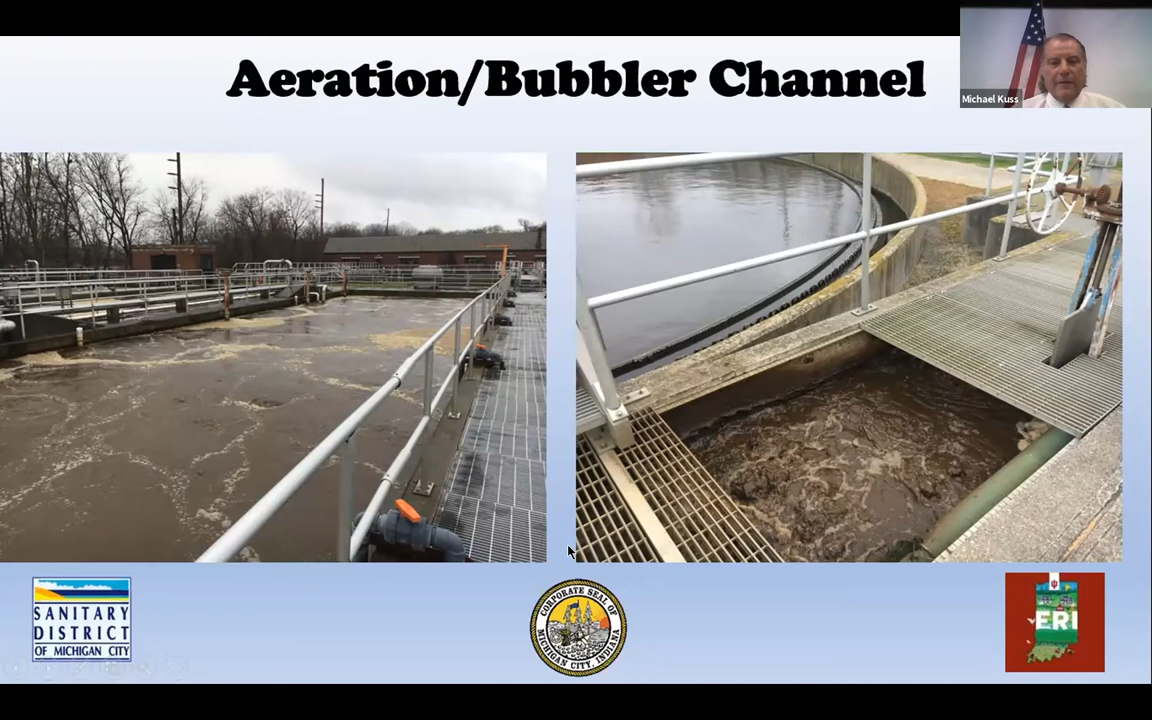 Aeration/Bubbler Channel
Michael Kuss
SANITARY
DISTRICT
OF MICHIGAN CITY
CORPORATE SEAL OF
MICHIGAN CITY, INDIANA
ERI